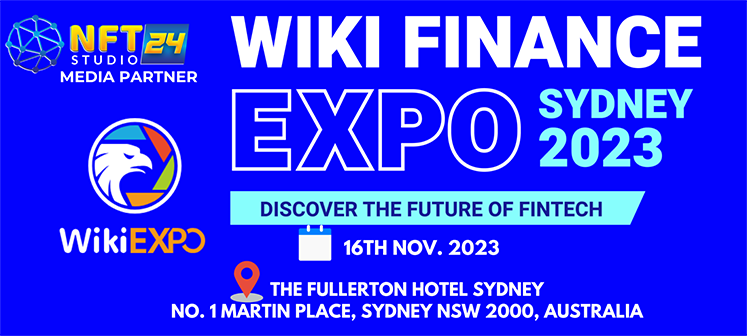 NFT 24
STUDIO
MEDIA PARTNER
WIKI FINANCE
EXPO
SYDNEY
2023
WikiEXPO
DISCOVER THE FUTURE OF FINTECH
16TH NOV. 2023
THE FULLERTON HOTEL SYDNEY
NO. 1 MARTIN PLACE, SYDNEY NSW 2000, AUSTRALIA